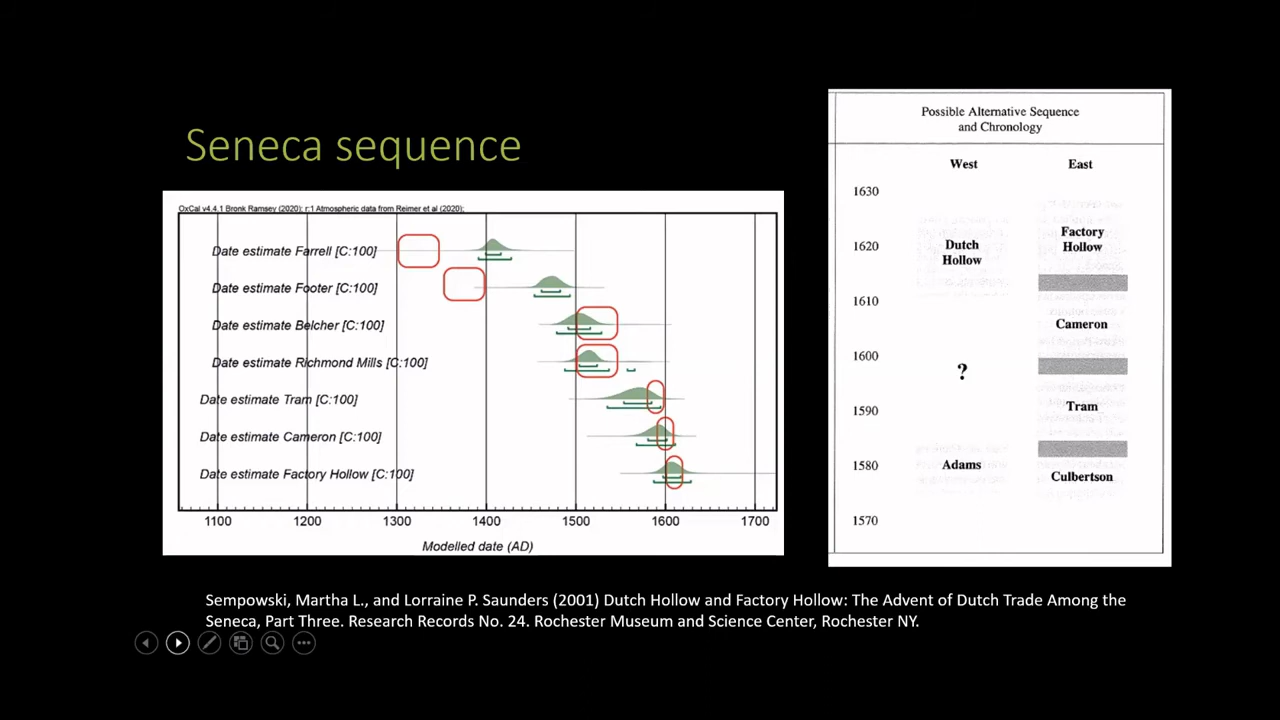 Seneca sequence
OxCal v4.4.1 Bronk Ramsey (2020); r:1 Atmospheric data from Reimer et al (2020);
Date estimate Farrell [C:100]
Date estimate Footer [C:100]
Date estimate Belcher [C:100]
Date estimate Richmond Mills [C:100]
Date estimate Tram [C:100]
Date estimate Cameron [C:100]
Date estimate Factory Hollow [C:100]
1100 1200 1300 1400 1500 1600 1700
Modelled date (AD)
Possible Alternative Sequence
and Chronology
West East
1630
Factory
1620 Dutch Hollow
Hollow
1610
Cameron
1600
?
1590 Tram
1580 Adams
Culbertson
1570
Sempowski, Martha L., and Lorraine P. Saunders (2001) Dutch Hollow and Factory Hollow: The Advent of Dutch Trade Among the
Seneca, Part Three. Research Records No. 24. Rochester Museum and Science Center, Rochester NY.